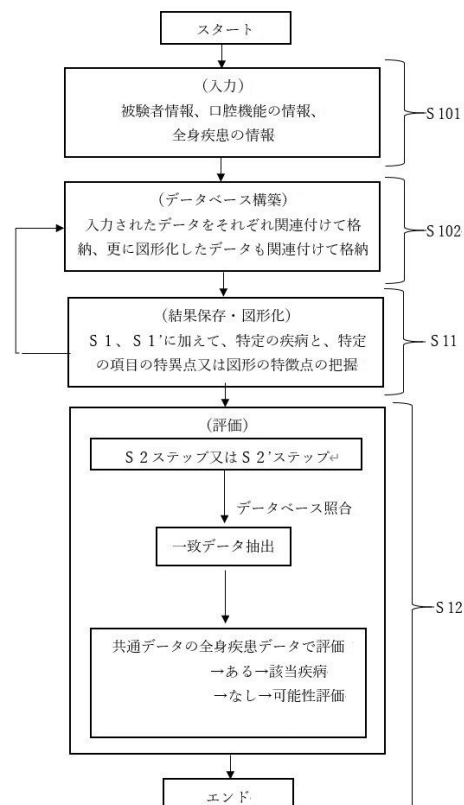 スタート
(入力)
被験者情報、口腔機能の情報、
全身疾患の情報
S 101
(データベース構築)
入力されたデータをそれぞれ関連付けて格
納、更に図形化したデータも関連付けて格納
S 102
(結果保存・図形化)
Ｓ１、Ｓ１’に加えて、特定の疾病と、特定
の項目の特異点又は図形の特徴点の把握
S 11
(評価)
Ｓ２ステップ又はＳ２’ステップ↵
データベース照合
一致データ抽出
S 12
共通データの全身疾患データで評価
→ある→該当疾病
→なし→可能性評価
エンド